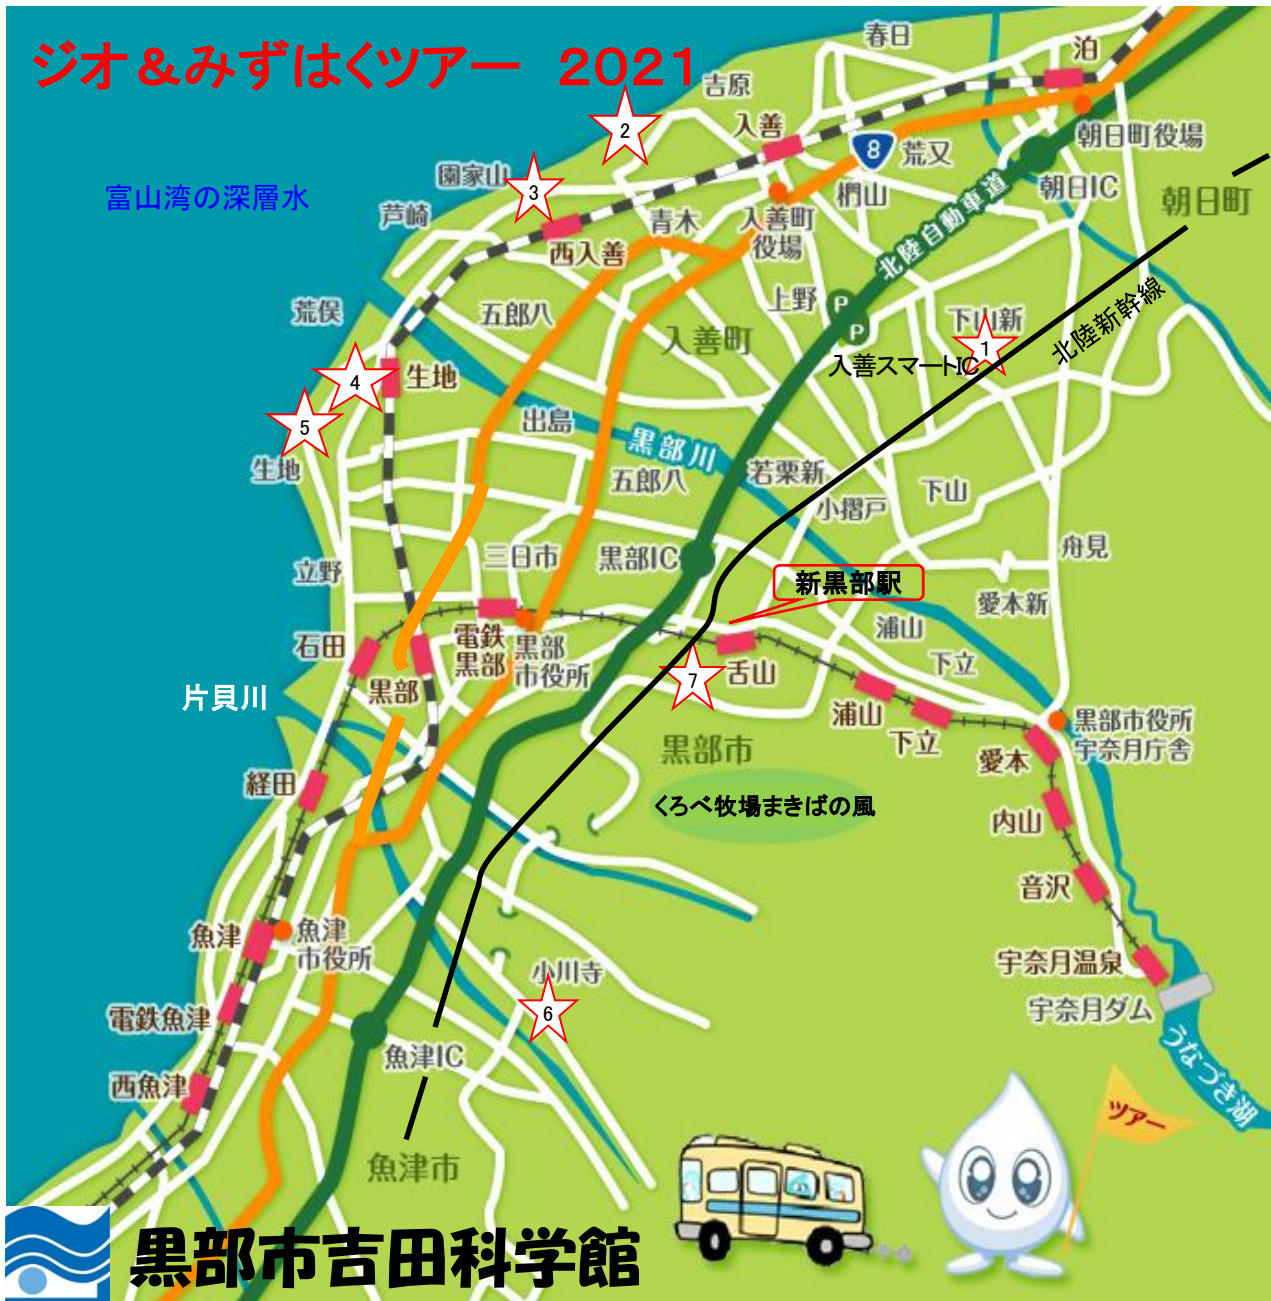 ジオ＆みずはくツアー　２０２１
春日
泊
吉原
2
入善
8
荒又
朝日町役場
園家山
3
富山湾の深層水
朝日IC
朝日町
椚山
芦崎
青木
入善町
役場
西入善
北陸自動車道
荒俣
五郎八
上野
P
P
下山新
北陸新幹線
入善町
1
入善スマートIC
4
生地
5
出島
黒部川
生地
五郎八
若栗新
下山
小摺戸
三日市
黒部IC
舟見
立野
新黒部駅
愛本新
石田
電鉄
黒部
黒部
市役所
浦山
下立
黒部
7
舌山
片貝川
浦山
下立
黒部市役所
宇奈月庁舎
黒部市
愛本
経田
くろべ牧場まきばの風
内山
音沢
魚津
魚津
市役所
小川寺
宇奈月温泉
電鉄魚津
6
宇奈月ダム
魚津IC
うなづき湖
西魚津
ツアー
魚津市
黒部市吉田科学館